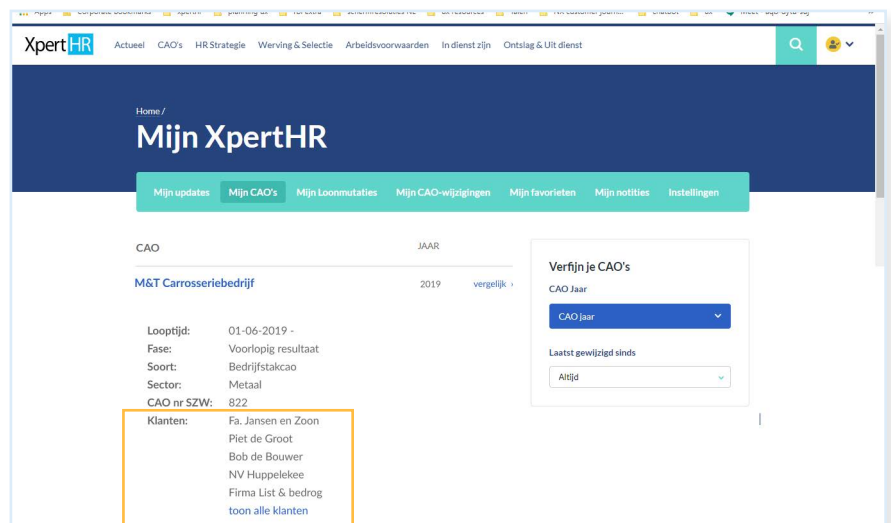 Apps
XpertHR
Actueel CAO's HR Strategie Werving & Selectie Arbeidsvoorwaarden In dienst zijn Ontslag & Uit dienst
Home /
Mijn XpertHR
Mijn updates Mijn CAO's Mijn Loonmutaties Mijn CAO-wijzigingen Mijn favorieten Mijn notities Instellingen
CAO JAAR
M&T Carrosseriebedrijf 2019 vergelijk ›
Looptijd: 01-06-2019 -
Fase: Voorlopig resultaat
Soort: Bedrijfstakcao
Sector: Metaal
CAO nr SZW: 822
Klanten: Fa. Jansen en Zoon
Piet de Groot
Bob de Bouwer
NV Huppelekee
Firma List & bedrog
toon alle klanten
Verfijn je CAO's
CAO Jaar
CAO jaar
Laatst gewijzigd sinds
Altijd